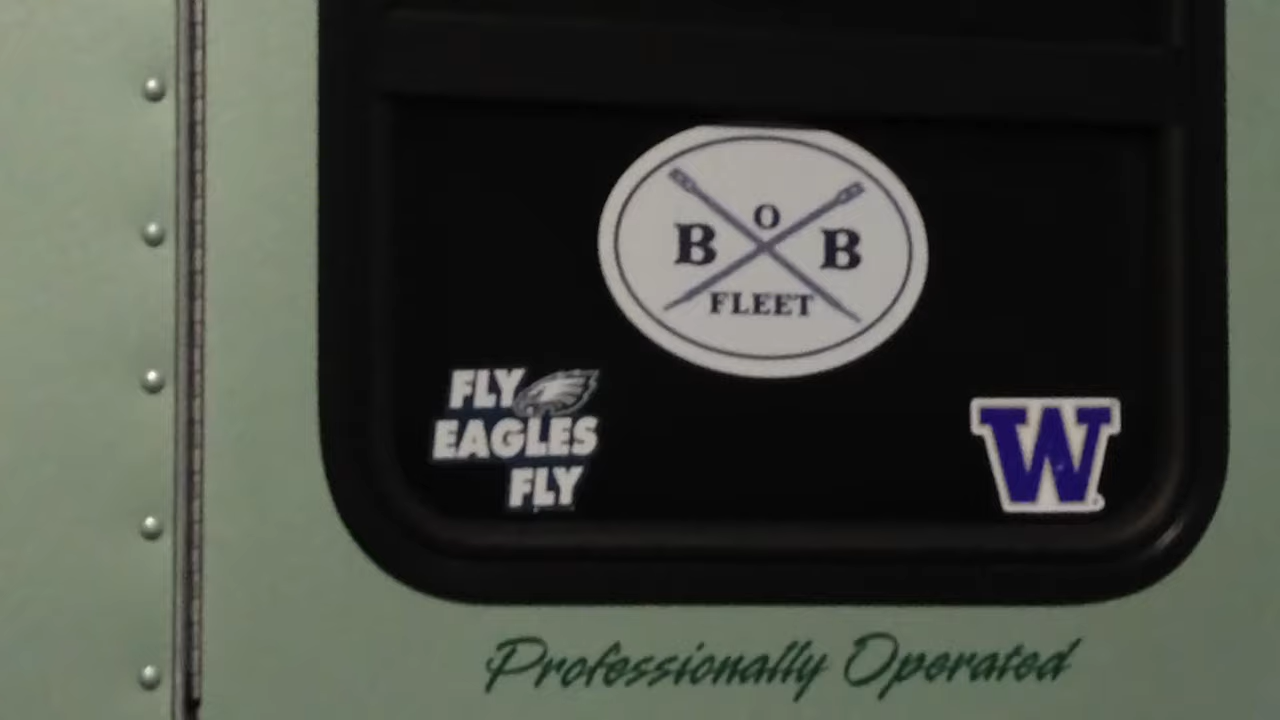 O
B B
FLEET
FLY
EAGLES
FLY
W
Professionally Operated